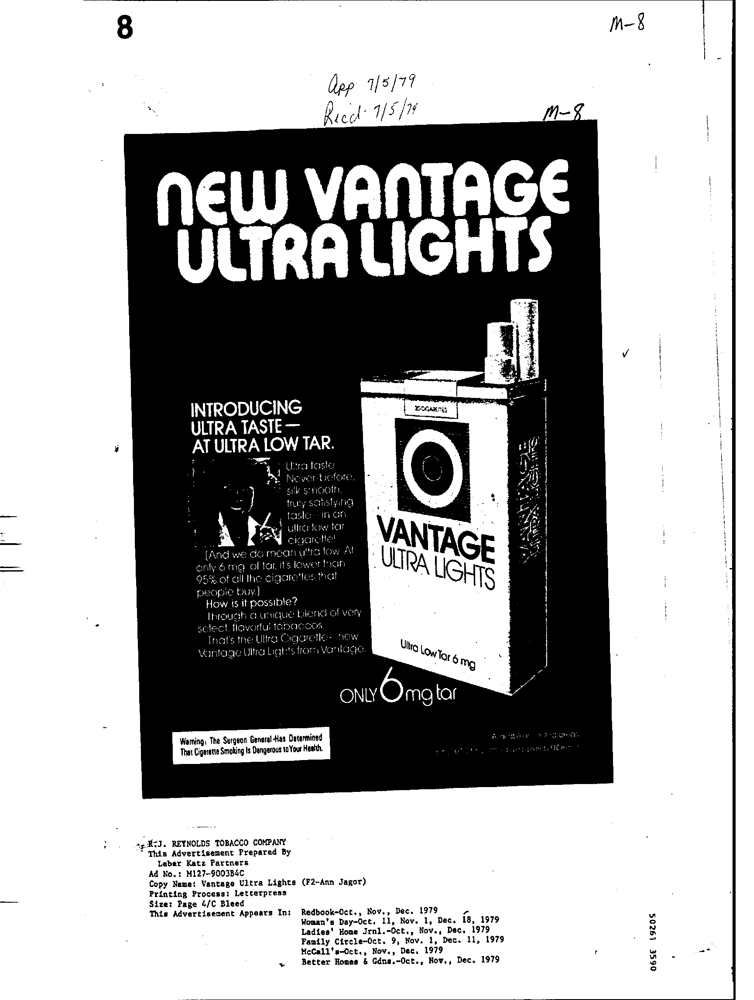 8
M-8
App 7/5/79
Recd. 7/5/79
M-8
NEW VANTAGE
ULTRA LIGHTS
INTRODUCING
ULTRA TASTE —
AT ULTRA LOW TAR.
Ultra taste.
Never-before,
silk smooth,
truly satisfying
taste—in an
ultra low tar
cigarette!
(And we do mean ultra low. At
only 6 mg. of tar, it's lower than
95% of all the cigarettes that
people buy.)
How is it possible?
Through a unique blend of very
select, flavorful tobaccos.
That's the Ultra Cigarette- new
Vantage Ultra Lights from Vantage.
20 CIGARETTES
VANTAGE
ULTRA LIGHTS
VANTAGE
ULTRA LIGHTS
Ultra Low Tar 6 mg
ONLY 6 mg tar
Warning: The Surgeon General Has Determined
That Cigarette Smoking Is Dangerous to Your Health.
R.J. REYNOLDS TOBACCO COMPANY
This Advertisement Prepared By
Leber Katz Partners
Ad No.: M127-9003B4C
Copy Name: Vantage Ultra Lights (F2-Ann Jagor)
Printing Process: Letterpress
Size: Page 4/C Bleed
This Advertisement Appears In: Redbook-Oct., Nov., Dec. 1979
Woman's Day-Oct. 11, Nov. 1, Dec. 18, 1979
Ladies' Home Jrnl.-Oct., Nov., Dec. 1979
Family Circle-Oct. 9, Nov. 1, Dec. 11, 1979
McCall's-Oct., Nov., Dec. 1979
Better Homes & Gdns.-Oct., Nov., Dec. 1979
50261 3590